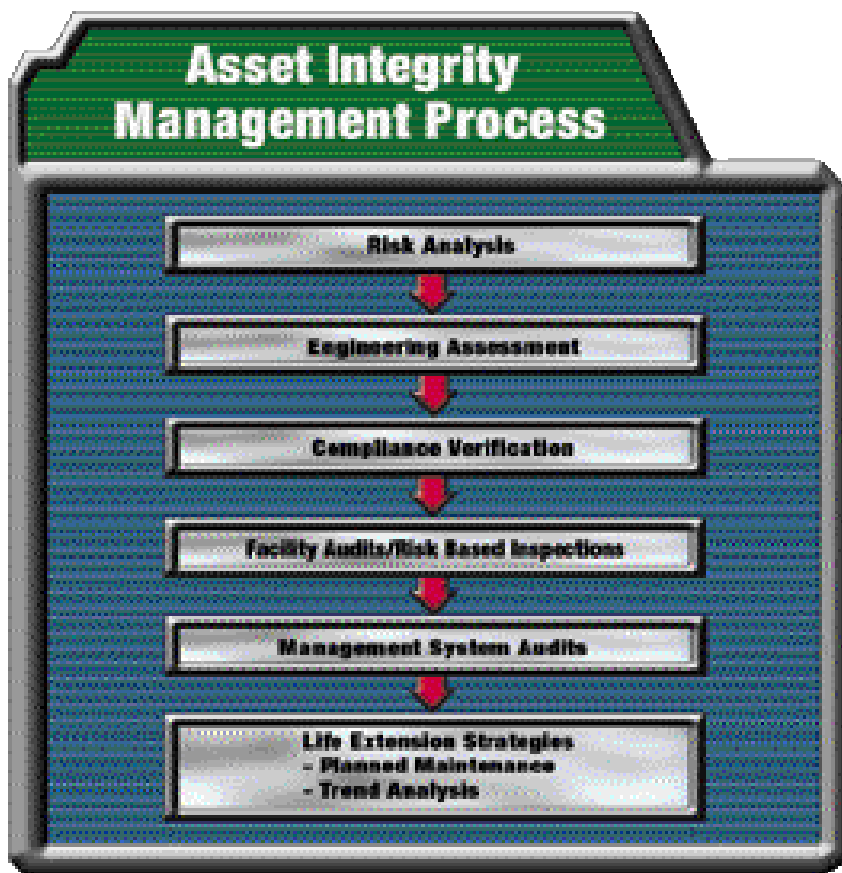 Asset Integrity
Management Process
Risk Analysis
Engineering Assessment
Compliance Verification
Facility Audits/Risk Based Inspections
Management System Audits
Life Extension Strategies
- Planned Maintenance
- Trend Analysis